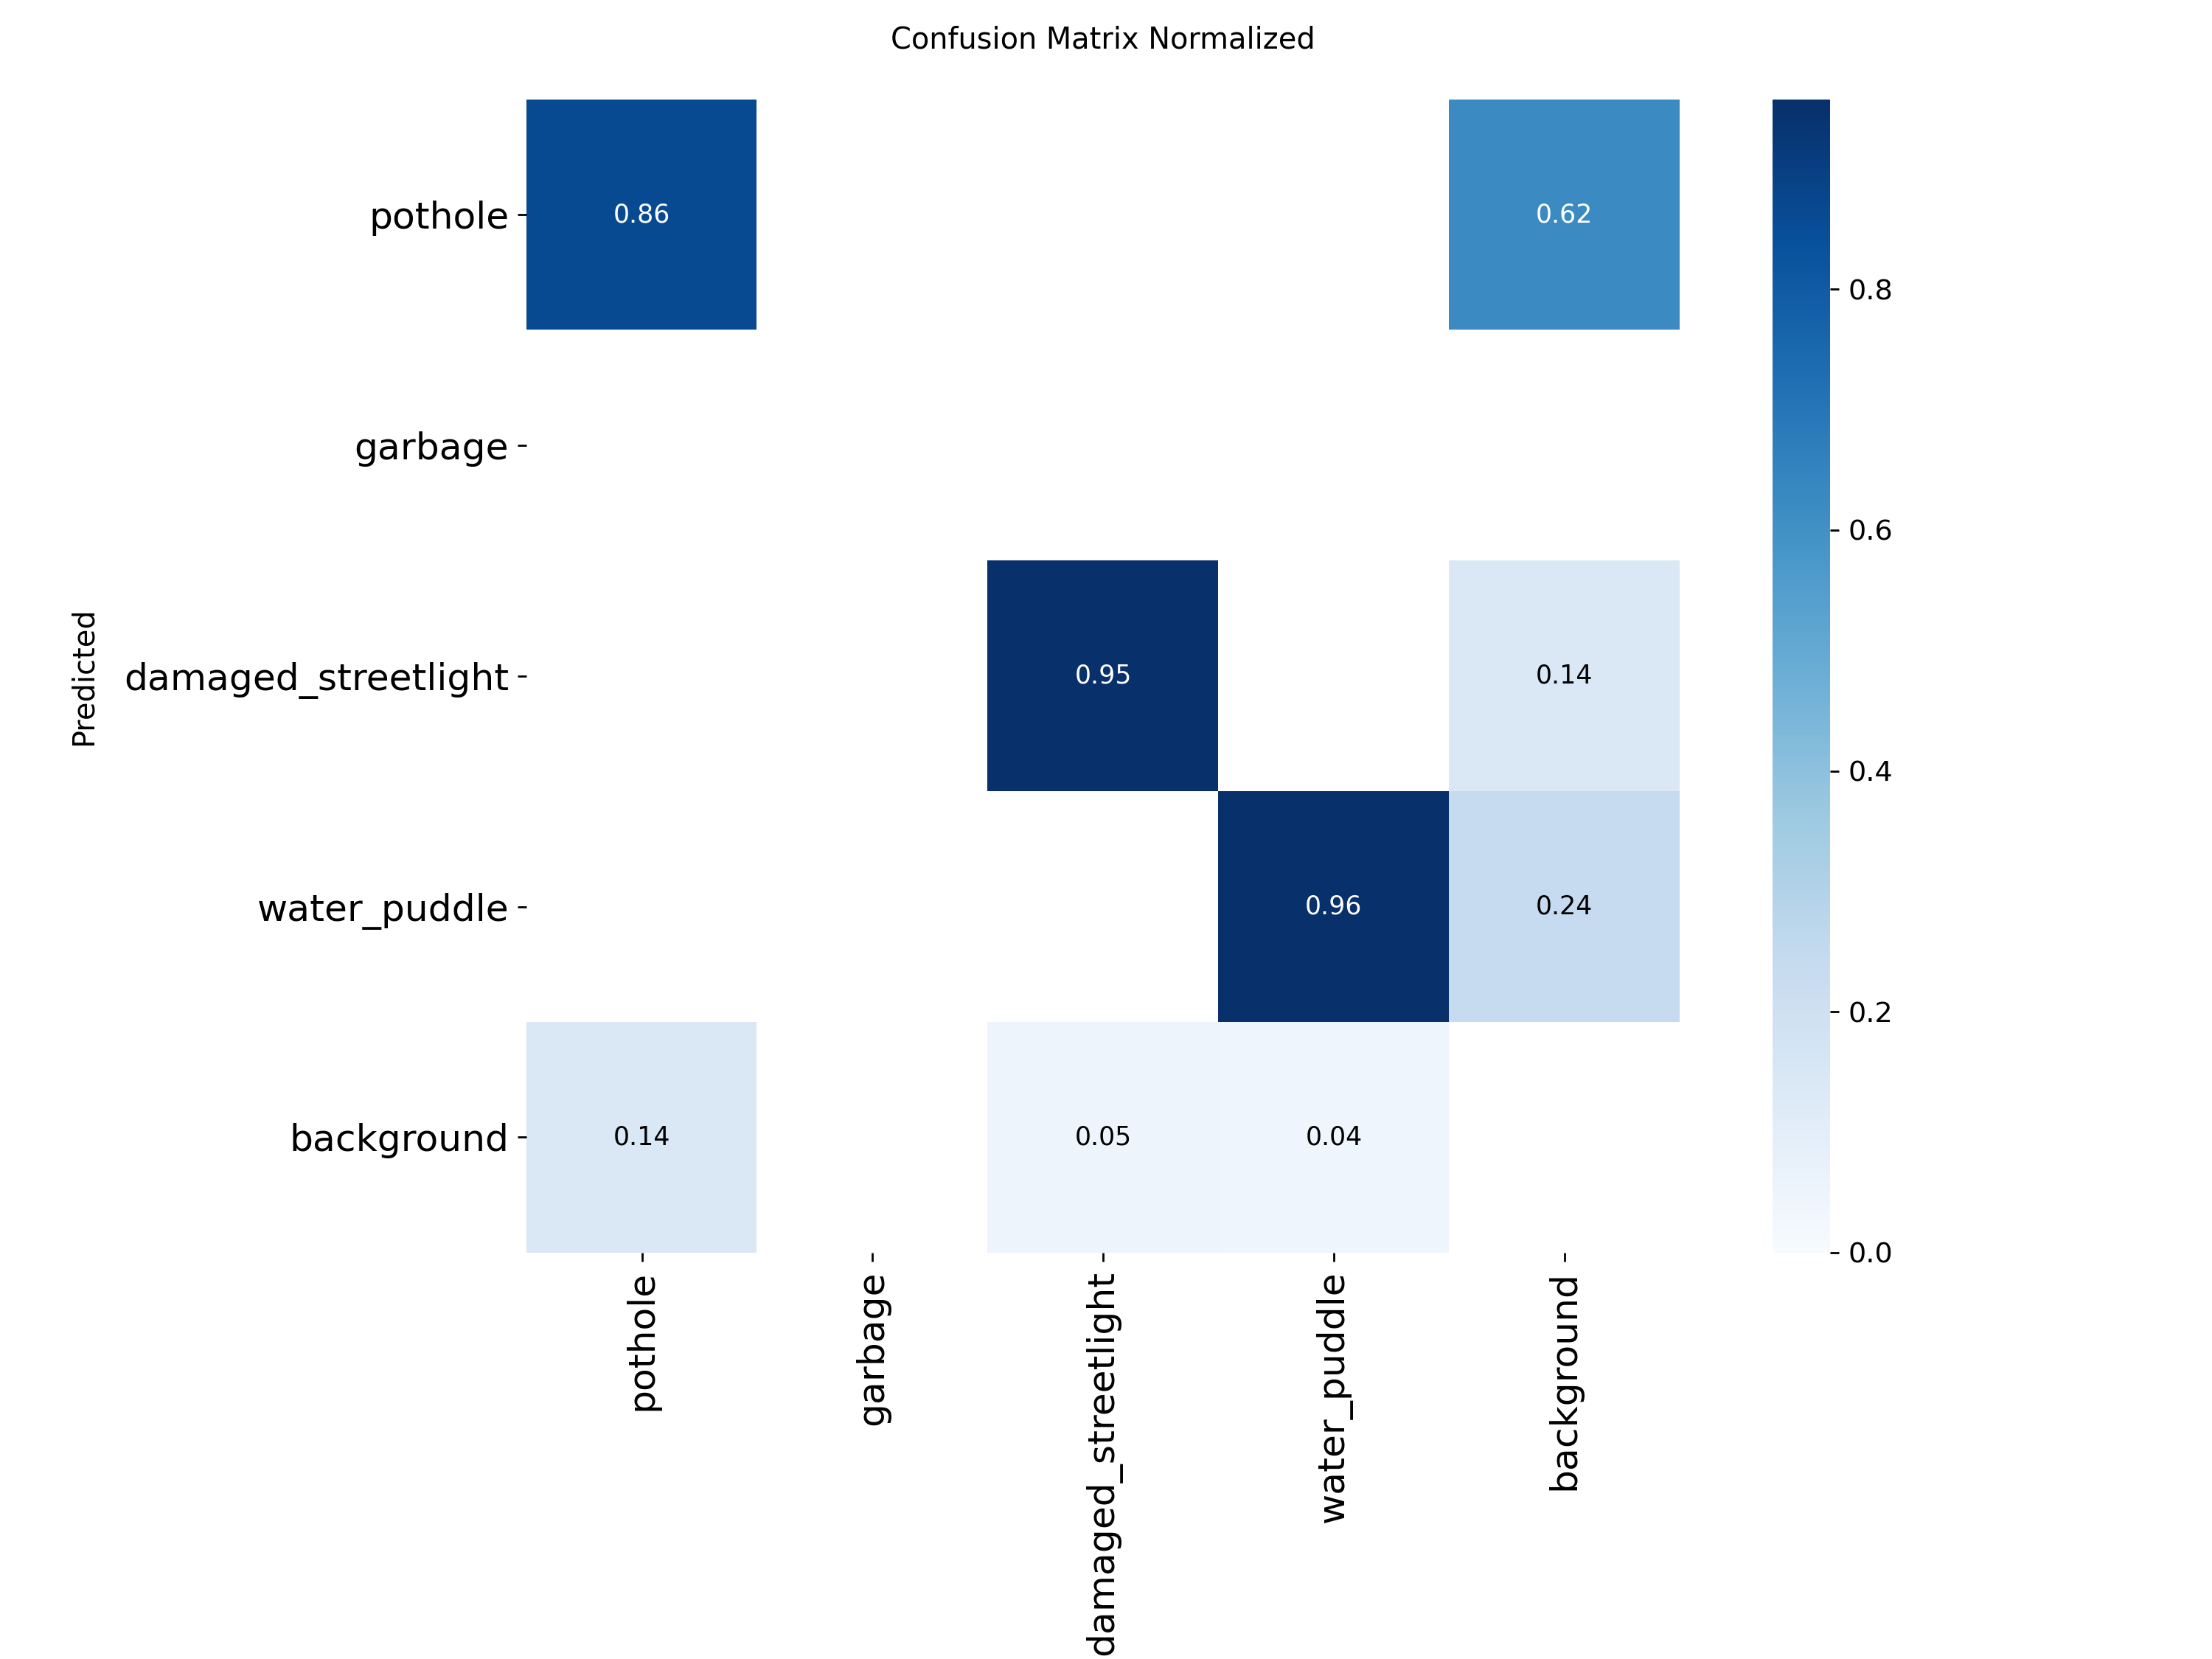 Confusion Matrix Normalized
pothole
0.86
0.62
0.8
garbage
0.6
Predicted
damaged_streetlight
0.95
0.14
0.4
water_puddle
0.96
0.24
0.2
background
0.14
0.05
0.04
0.0
pothole
garbage
damaged_streetlight
water_puddle
background